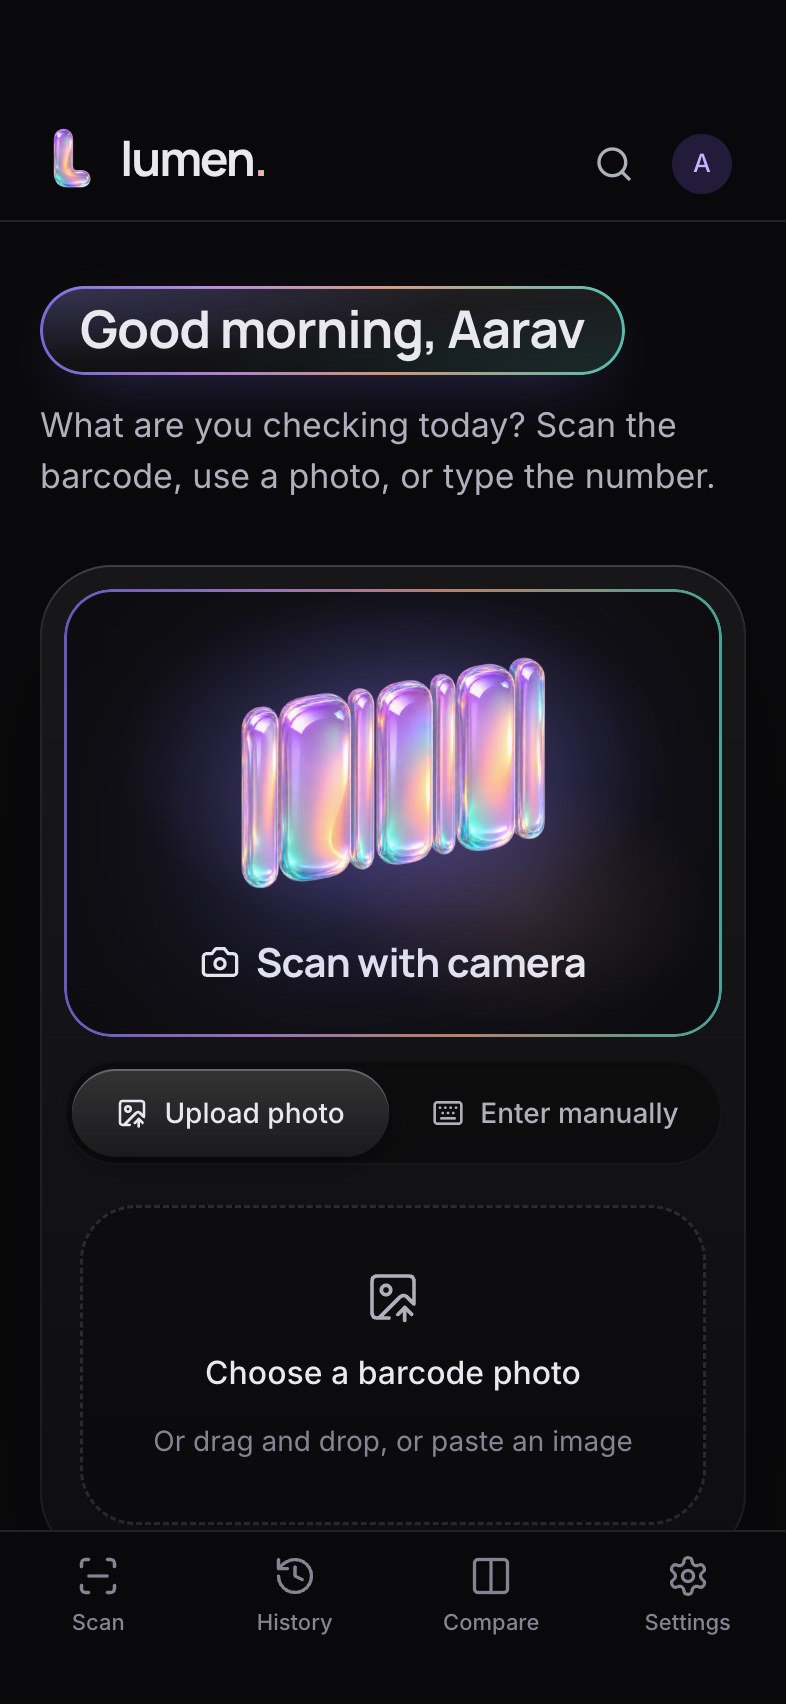 lumen.
A
Good morning, Aarav
What are you checking today? Scan the
barcode, use a photo, or type the number.
Scan with camera
Upload photo
Enter manually
Choose a barcode photo
Or drag and drop, or paste an image
Scan
History
Compare
Settings